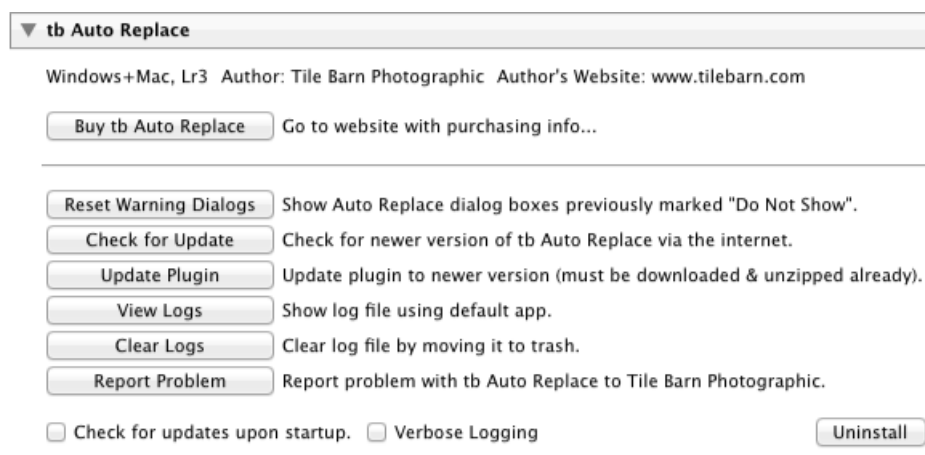 tb Auto Replace
Windows+Mac, Lr3 Author: Tile Barn Photographic Author's Website: www.tilebarn.com
Buy tb Auto Replace Go to website with purchasing info...
Reset Warning Dialogs Show Auto Replace dialog boxes previously marked "Do Not Show".
Check for Update Check for newer version of tb Auto Replace via the internet.
Update Plugin Update plugin to newer version (must be downloaded & unzipped already).
View Logs Show log file using default app.
Clear Logs Clear log file by moving it to trash.
Report Problem Report problem with tb Auto Replace to Tile Barn Photographic.
Check for updates upon startup. Verbose Logging Uninstall